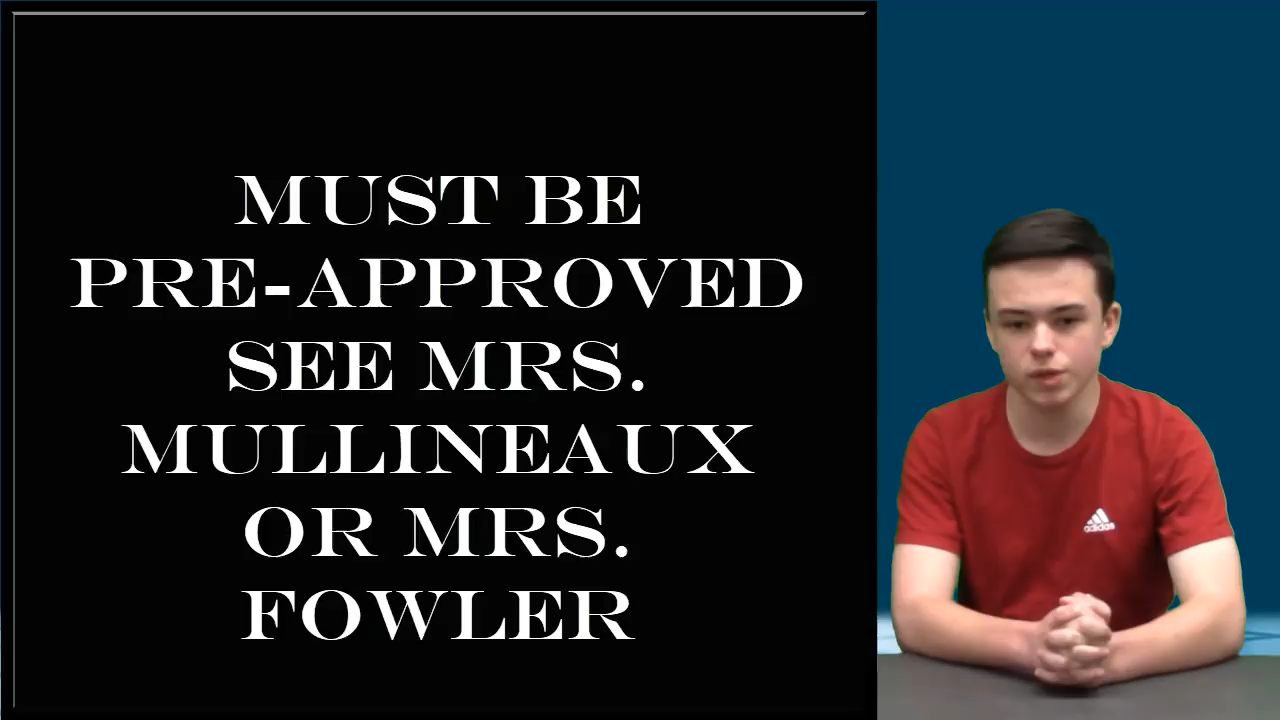 MUST BE
PRE-APPROVED
SEE MRS.
MULLINEAUX
OR MRS.
FOWLER
adidas